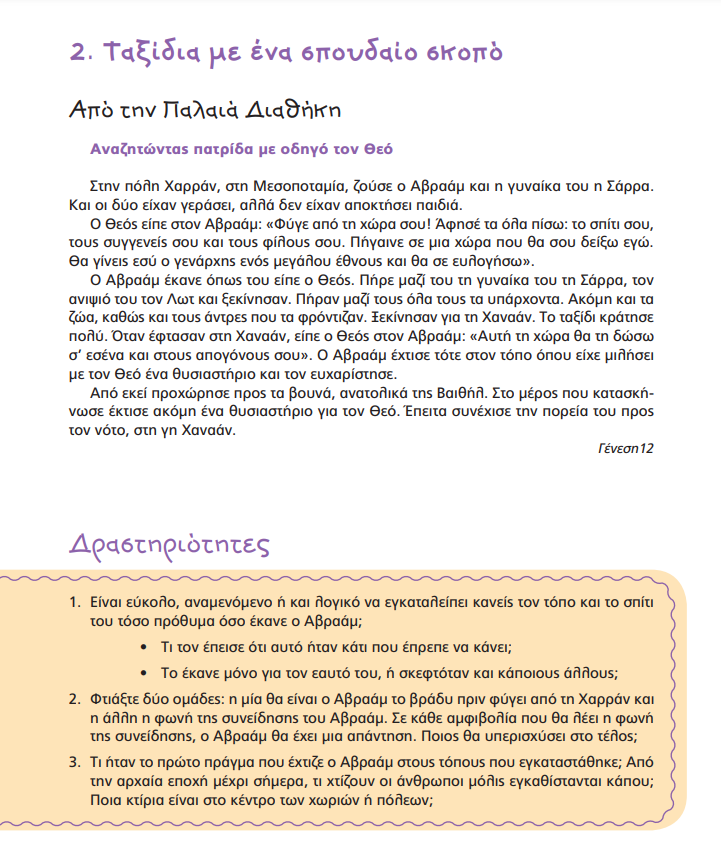 2. Ταξίδια με ένα σπουδαίο σκοπό
Από την Παλαιά Διαθήκη
Αναζητώντας πατρίδα με οδηγό τον Θεό
Στην πόλη Χαρράν, στη Μεσοποταμία, ζούσε ο Αβραάμ και η γυναίκα του η Σάρρα.
Και οι δύο είχαν γεράσει, αλλά δεν είχαν αποκτήσει παιδιά.
Ο Θεός είπε στον Αβραάμ: «Φύγε από τη χώρα σου! Άφησέ τα όλα πίσω: το σπίτι σου,
τους συγγενείς σου και τους φίλους σου. Πήγαινε σε μια χώρα που θα σου δείξω εγώ.
Θα γίνεις εσύ ο γενάρχης ενός μεγάλου έθνους και θα σε ευλογήσω».
Ο Αβραάμ έκανε όπως του είπε ο Θεός. Πήρε μαζί του τη γυναίκα του τη Σάρρα, τον
ανιψιό του τον Λωτ και ξεκίνησαν. Πήραν μαζί τους όλα τους τα υπάρχοντα. Ακόμη και τα
ζώα, καθώς και τους άντρες που τα φρόντιζαν. Ξεκίνησαν για τη Χαναάν. Το ταξίδι κράτησε
πολύ. Όταν έφτασαν στη Χαναάν, είπε ο Θεός στον Αβραάμ: «Αυτή τη χώρα θα τη δώσω
σ’ εσένα και στους απογόνους σου». Ο Αβραάμ έχτισε τότε στον τόπο όπου είχε μιλήσει
με τον Θεό ένα θυσιαστήριο και τον ευχαρίστησε.
Από εκεί προχώρησε προς τα βουνά, ανατολικά της Βαιθήλ. Στο μέρος που κατασκή-
νωσε έκτισε ακόμη ένα θυσιαστήριο για τον Θεό. Έπειτα συνέχισε την πορεία του προς
τον νότο, στη γη Χαναάν.
Γένεση12
Δραστηριότητες
1. Είναι εύκολο, αναμενόμενο ή και λογικό να εγκαταλείπει κανείς τον τόπο και το σπίτι
του τόσο πρόθυμα όσο έκανε ο Αβραάμ;
• Τι τον έπεισε ότι αυτό ήταν κάτι που έπρεπε να κάνει;
• Το έκανε μόνο για τον εαυτό του, ή σκεφτόταν και κάποιους άλλους;
2. Φτιάξτε δύο ομάδες: η μία θα είναι ο Αβραάμ το βράδυ πριν φύγει από τη Χαρράν και
η άλλη η φωνή της συνείδησης του Αβραάμ. Σε κάθε αμφιβολία που θα λέει η φωνή
της συνείδησης, ο Αβραάμ θα έχει μια απάντηση. Ποιος θα υπερισχύσει στο τέλος;
3. Τι ήταν το πρώτο πράγμα που έχτιζε ο Αβραάμ στους τόπους που εγκαταστάθηκε; Από
την αρχαία εποχή μέχρι σήμερα, τι χτίζουν οι άνθρωποι μόλις εγκαθίστανται κάπου;
Ποια κτίρια είναι στο κέντρο των χωριών ή πόλεων;